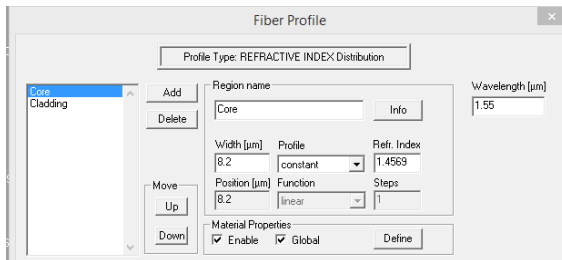 Fiber Profile
Profile Type: REFRACTIVE INDEX Distribution
Core
Cladding
Add
Delete
Move
Up
Down
Region name
Core
Info
Width [µm] Profile Refr. Index
8.2 constant 1.4569
Position [µm] Function Steps
8.2 linear 1
Material Properties
Enable Global Define
Wavelength [µm]
1.55